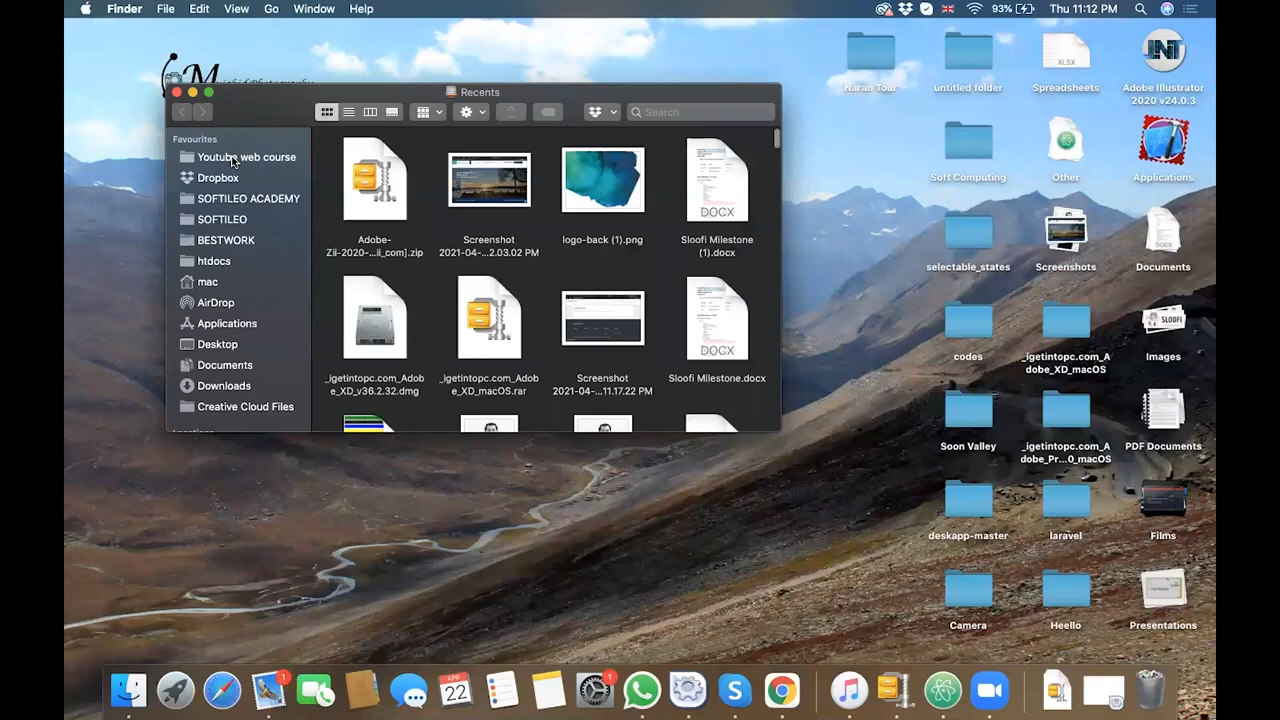 Finder File Edit View Go Window Help
93% Thu 11:12 PM
Recents
Search
Favourites
Youtube web course
Dropbox
SOFTILEO ACADEMY
SOFTILEO
BESTWORK
htdocs
mac
AirDrop
Applications
Desktop
Documents
Downloads
Creative Cloud Files
Adobe-
Zii-2020-...ii_com].zip
Screenshot
2021-04-...2.03.02 PM
logo-back (1).png
DOCX
Sloofi Milestone
(1).docx
_igetintopc.com_Adob
e_XD_v36.2.32.dmg
_igetintopc.com_Adob
e_XD_macOS.rar
Screenshot
2021-04-...11.17.22 PM
DOCX
Sloofi Milestone.docx
Naran Tour
untitled folder
XLSX
Spreadsheets
JNT
Adobe Illustrator
2020 v24.0.3
Soft Computing
Other
Applications
selectable_states
Screenshots
DOCX
Documents
codes
_igetintopc.com_A
dobe_XD_macOS
SLOOFI
Images
Soon Valley
_igetintopc.com_A
dobe_Pr...0_macOS
PDF Documents
deskapp-master
laravel
Films
Camera
Heello
Presentations
1
APR
22
1